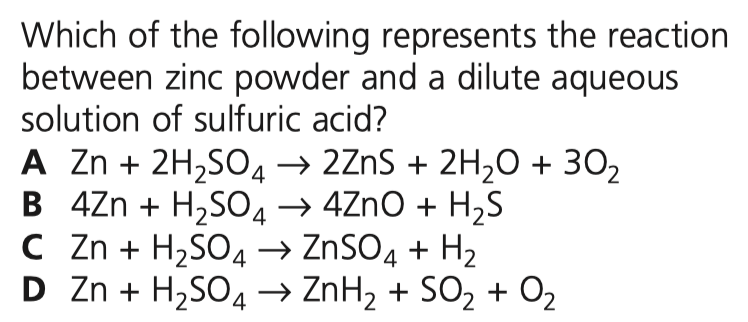 Which of the following represents the reaction
between zinc powder and a dilute aqueous
solution of sulfuric acid?
A Zn + 2H₂SO₄ → 2ZnS + 2H₂O + 3O₂
B 4Zn + H₂SO₄ → 4ZnO + H₂S
C Zn + H₂SO₄ → ZnSO₄ + H₂
D Zn + H₂SO₄ → ZnH₂ + SO₂ + O₂